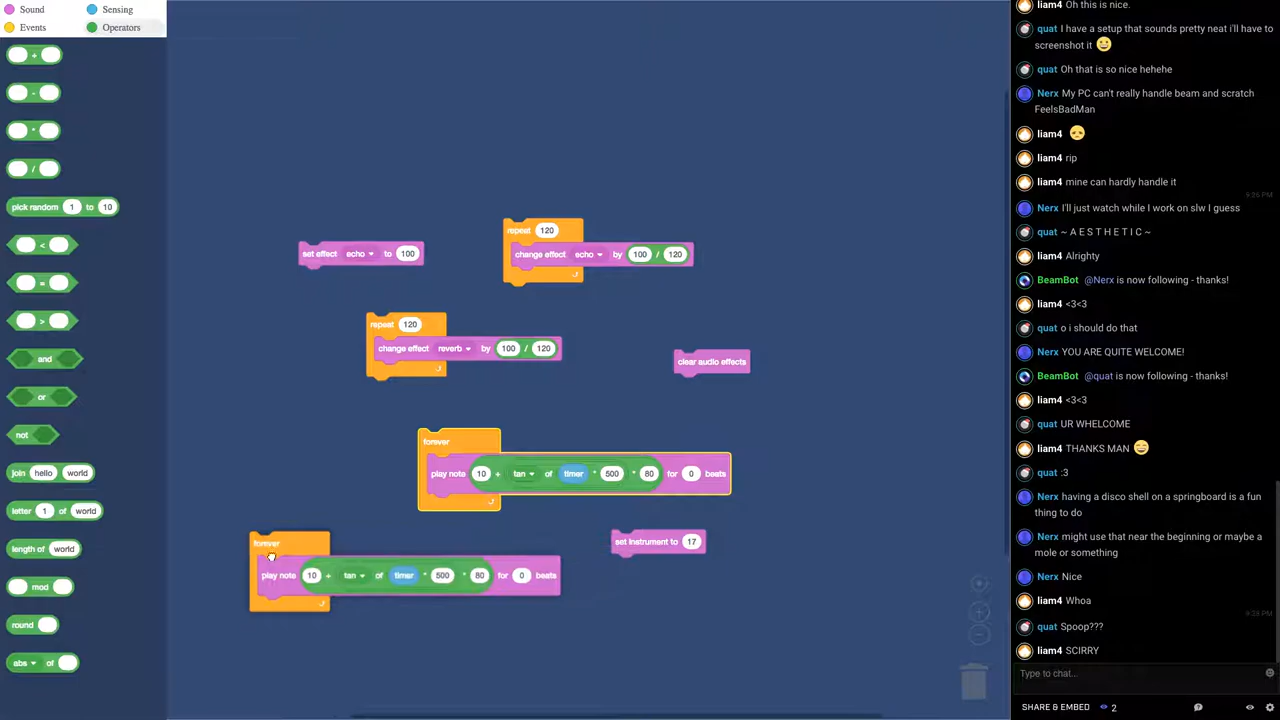 Sound
Sensing
Events
Operators
+
-
*
/
pick random 1 to 10
<
=
>
and
or
not
join hello world
letter 1 of world
length of world
mod
round
abs of
set effect echo to 100
repeat 120
change effect echo by 100 / 120
repeat 120
change effect reverb by 100 / 120
clear audio effects
forever
play note 10 + tan of timer * 500 * 80 for 0 beats
set instrument to 17
forever
play note 10 + tan of timer * 500 * 80 for 0 beats
liam4 Oh this is nice.
quat I have a setup that sounds pretty neat i'll have to
screenshot it
quat Oh that is so nice hehehe
Nerx My PC can't really handle beam and scratch
FeelsBadMan
liam4
liam4 rip
liam4 mine can hardly handle it
9:26 PM
Nerx I'll just watch while I work on slw I guess
quat ~ A E S T H E T I C ~
liam4 Alrighty
BeamBot @Nerx is now following - thanks!
liam4 <3<3
quat o i should do that
Nerx YOU ARE QUITE WELCOME!
BeamBot @quat is now following - thanks!
liam4 <3<3
quat UR WHELCOME
liam4 THANKS MAN
quat :3
Nerx having a disco shell on a springboard is a fun
thing to do
Nerx might use that near the beginning or maybe a
mole or something
Nerx Nice
liam4 Whoa
9:28 PM
quat Spoop???
liam4 SCIRRY
Type to chat...
SHARE & EMBED 2